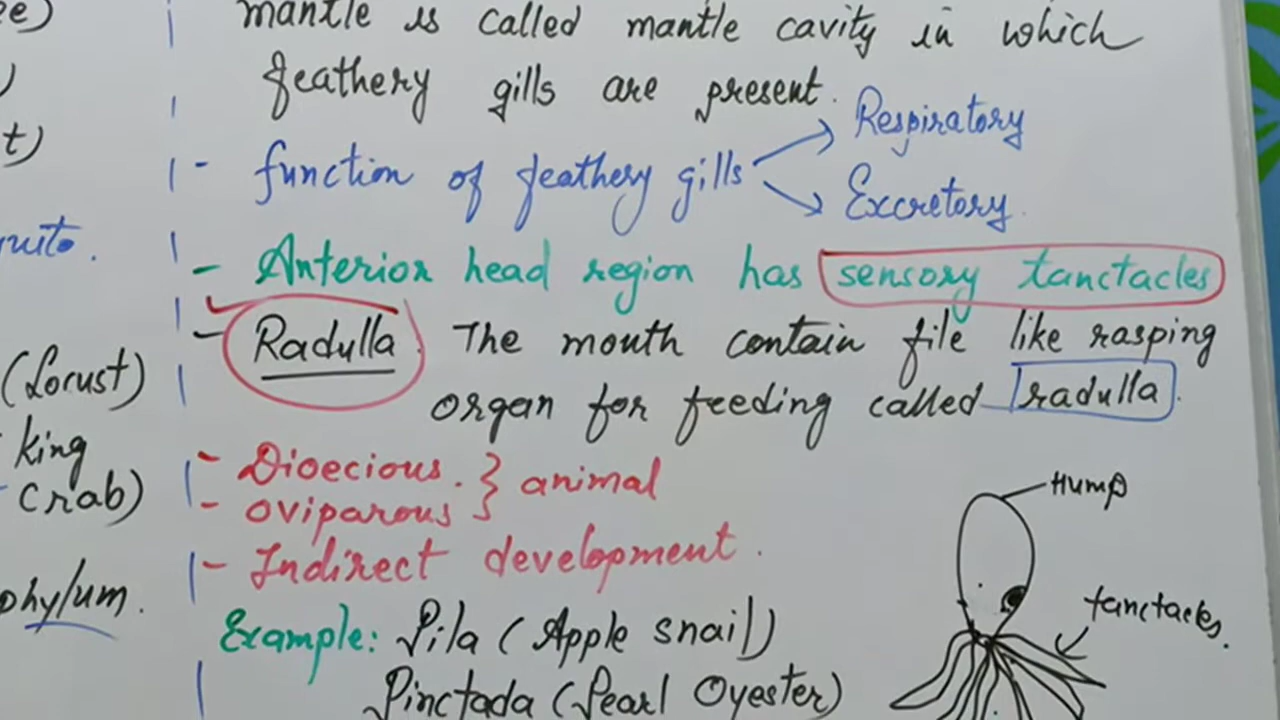 mantle is called mantle cavity in which
feathery gills are present.
- function of feathery gills
Respiratory
Excretory.
- Anterior head region has sensory tanctacles
- Radulla. The mouth contain file like rasping
organ for feeding called radulla.
- Dioecious. } animal
- oviparous
- Indirect development.
Hump
tanctacles.
Example: Pila (Apple snail)
Pinctada (Pearl Oyester)
t)
(Locust)
king
crab)
phylum.